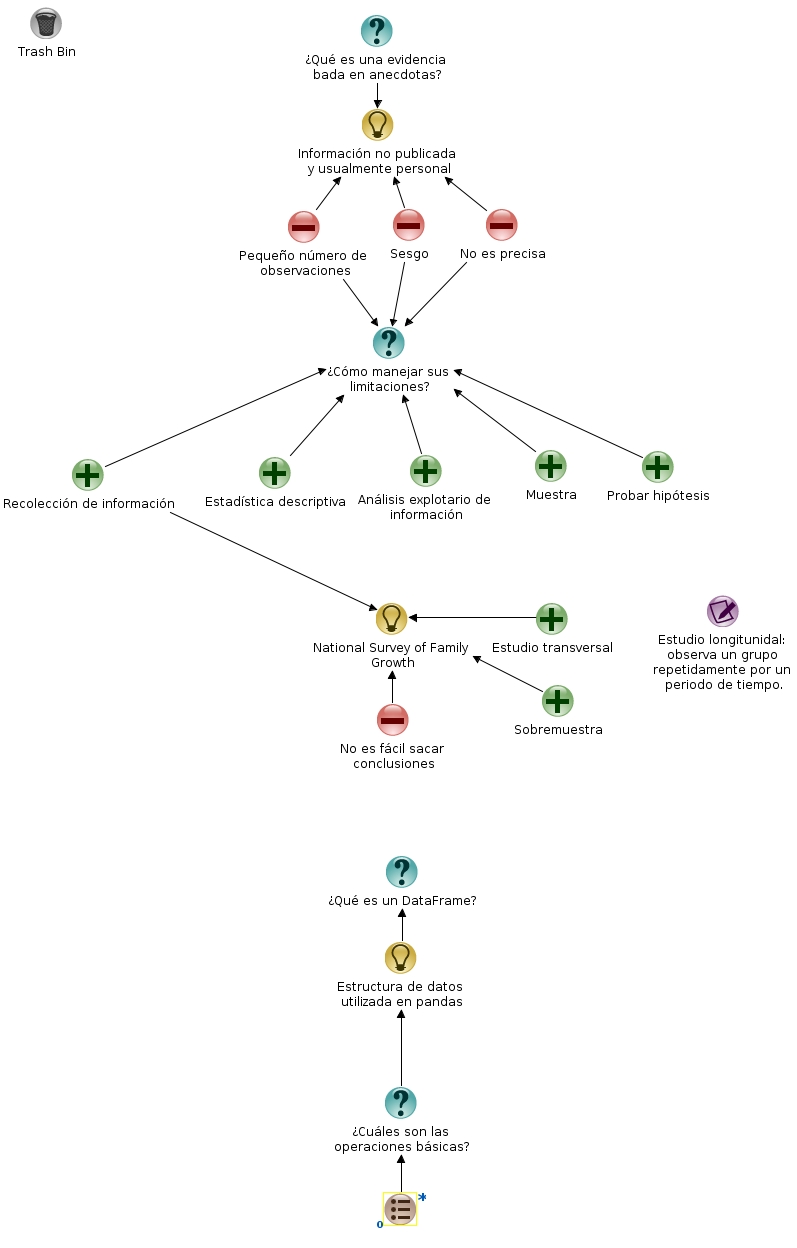 Trash Bin
¿Qué es una evidencia
bada en anecdotas?
Información no publicada
y usualmente personal
Pequeño número de
observaciones
Sesgo
No es precisa
¿Cómo manejar sus
limitaciones?
Recolección de información
Estadística descriptiva
Análisis explotario de
información
Muestra
Probar hipótesis
National Survey of Family
Growth
Estudio transversal
Estudio longitunidal:
observa un grupo
repetidamente por un
periodo de tiempo.
Sobremuestra
No es fácil sacar
conclusiones
¿Qué es un DataFrame?
Estructura de datos
utilizada en pandas
¿Cuáles son las
operaciones básicas?
o *